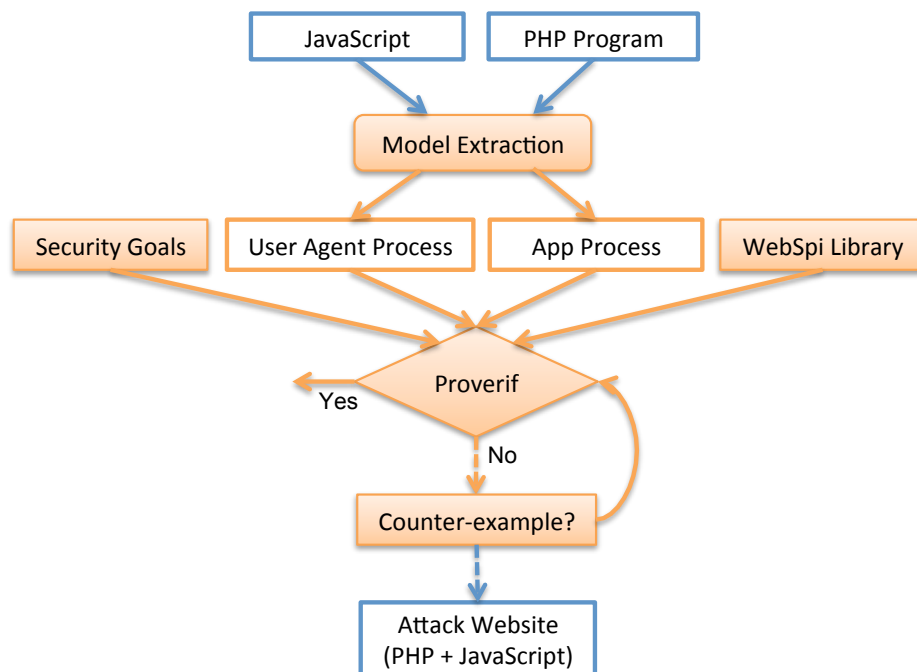 JavaScript
PHP Program
Model Extraction
Security Goals
User Agent Process
App Process
WebSpi Library
Proverif
Yes
No
Counter-example?
Attack Website
(PHP + JavaScript)